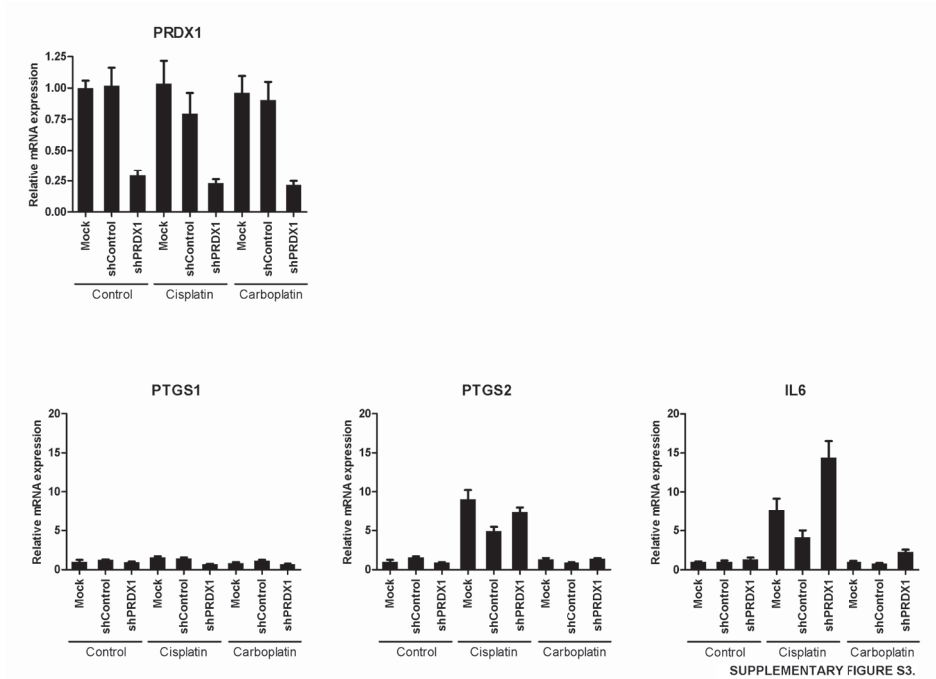 PRDX1
Relative mRNA expression
1.25
1.00
0.75
0.50
0.25
0.00
Mock
shControl
shPRDX1
Mock
shControl
shPRDX1
Mock
shControl
shPRDX1
Control
Cisplatin
Carboplatin
PTGS1
Relative mRNA expression
20
15
10
5
0
Mock
shControl
shPRDX1
Mock
shControl
shPRDX1
Mock
shControl
shPRDX1
Control
Cisplatin
Carboplatin
PTGS2
Relative mRNA expression
20
15
10
5
0
Mock
shControl
shPRDX1
Mock
shControl
shPRDX1
Mock
shControl
shPRDX1
Control
Cisplatin
Carboplatin
IL6
Relative mRNA expression
20
15
10
5
0
Mock
shControl
shPRDX1
Mock
shControl
shPRDX1
Mock
shControl
shPRDX1
Control
Cisplatin
Carboplatin
SUPPLEMENTARY FIGURE S3.